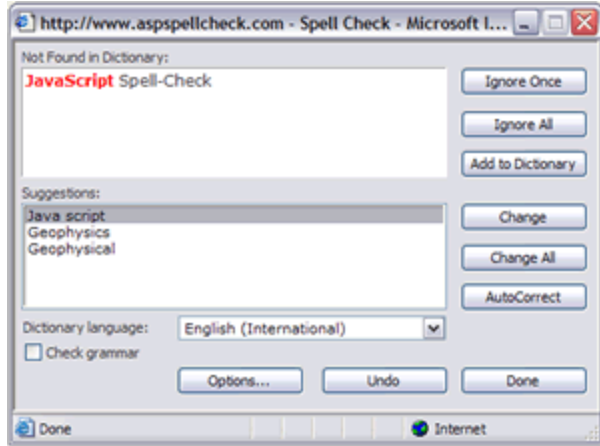 http://www.aspspellcheck.com - Spell Check - Microsoft I...
Not Found in Dictionary:
JavaScript Spell-Check
Ignore Once
Ignore All
Add to Dictionary
Suggestions:
Java script
Geophysics
Geophysical
Change
Change All
AutoCorrect
Dictionary language:
English (International)
Check grammar
Options...
Undo
Done
Done
Internet